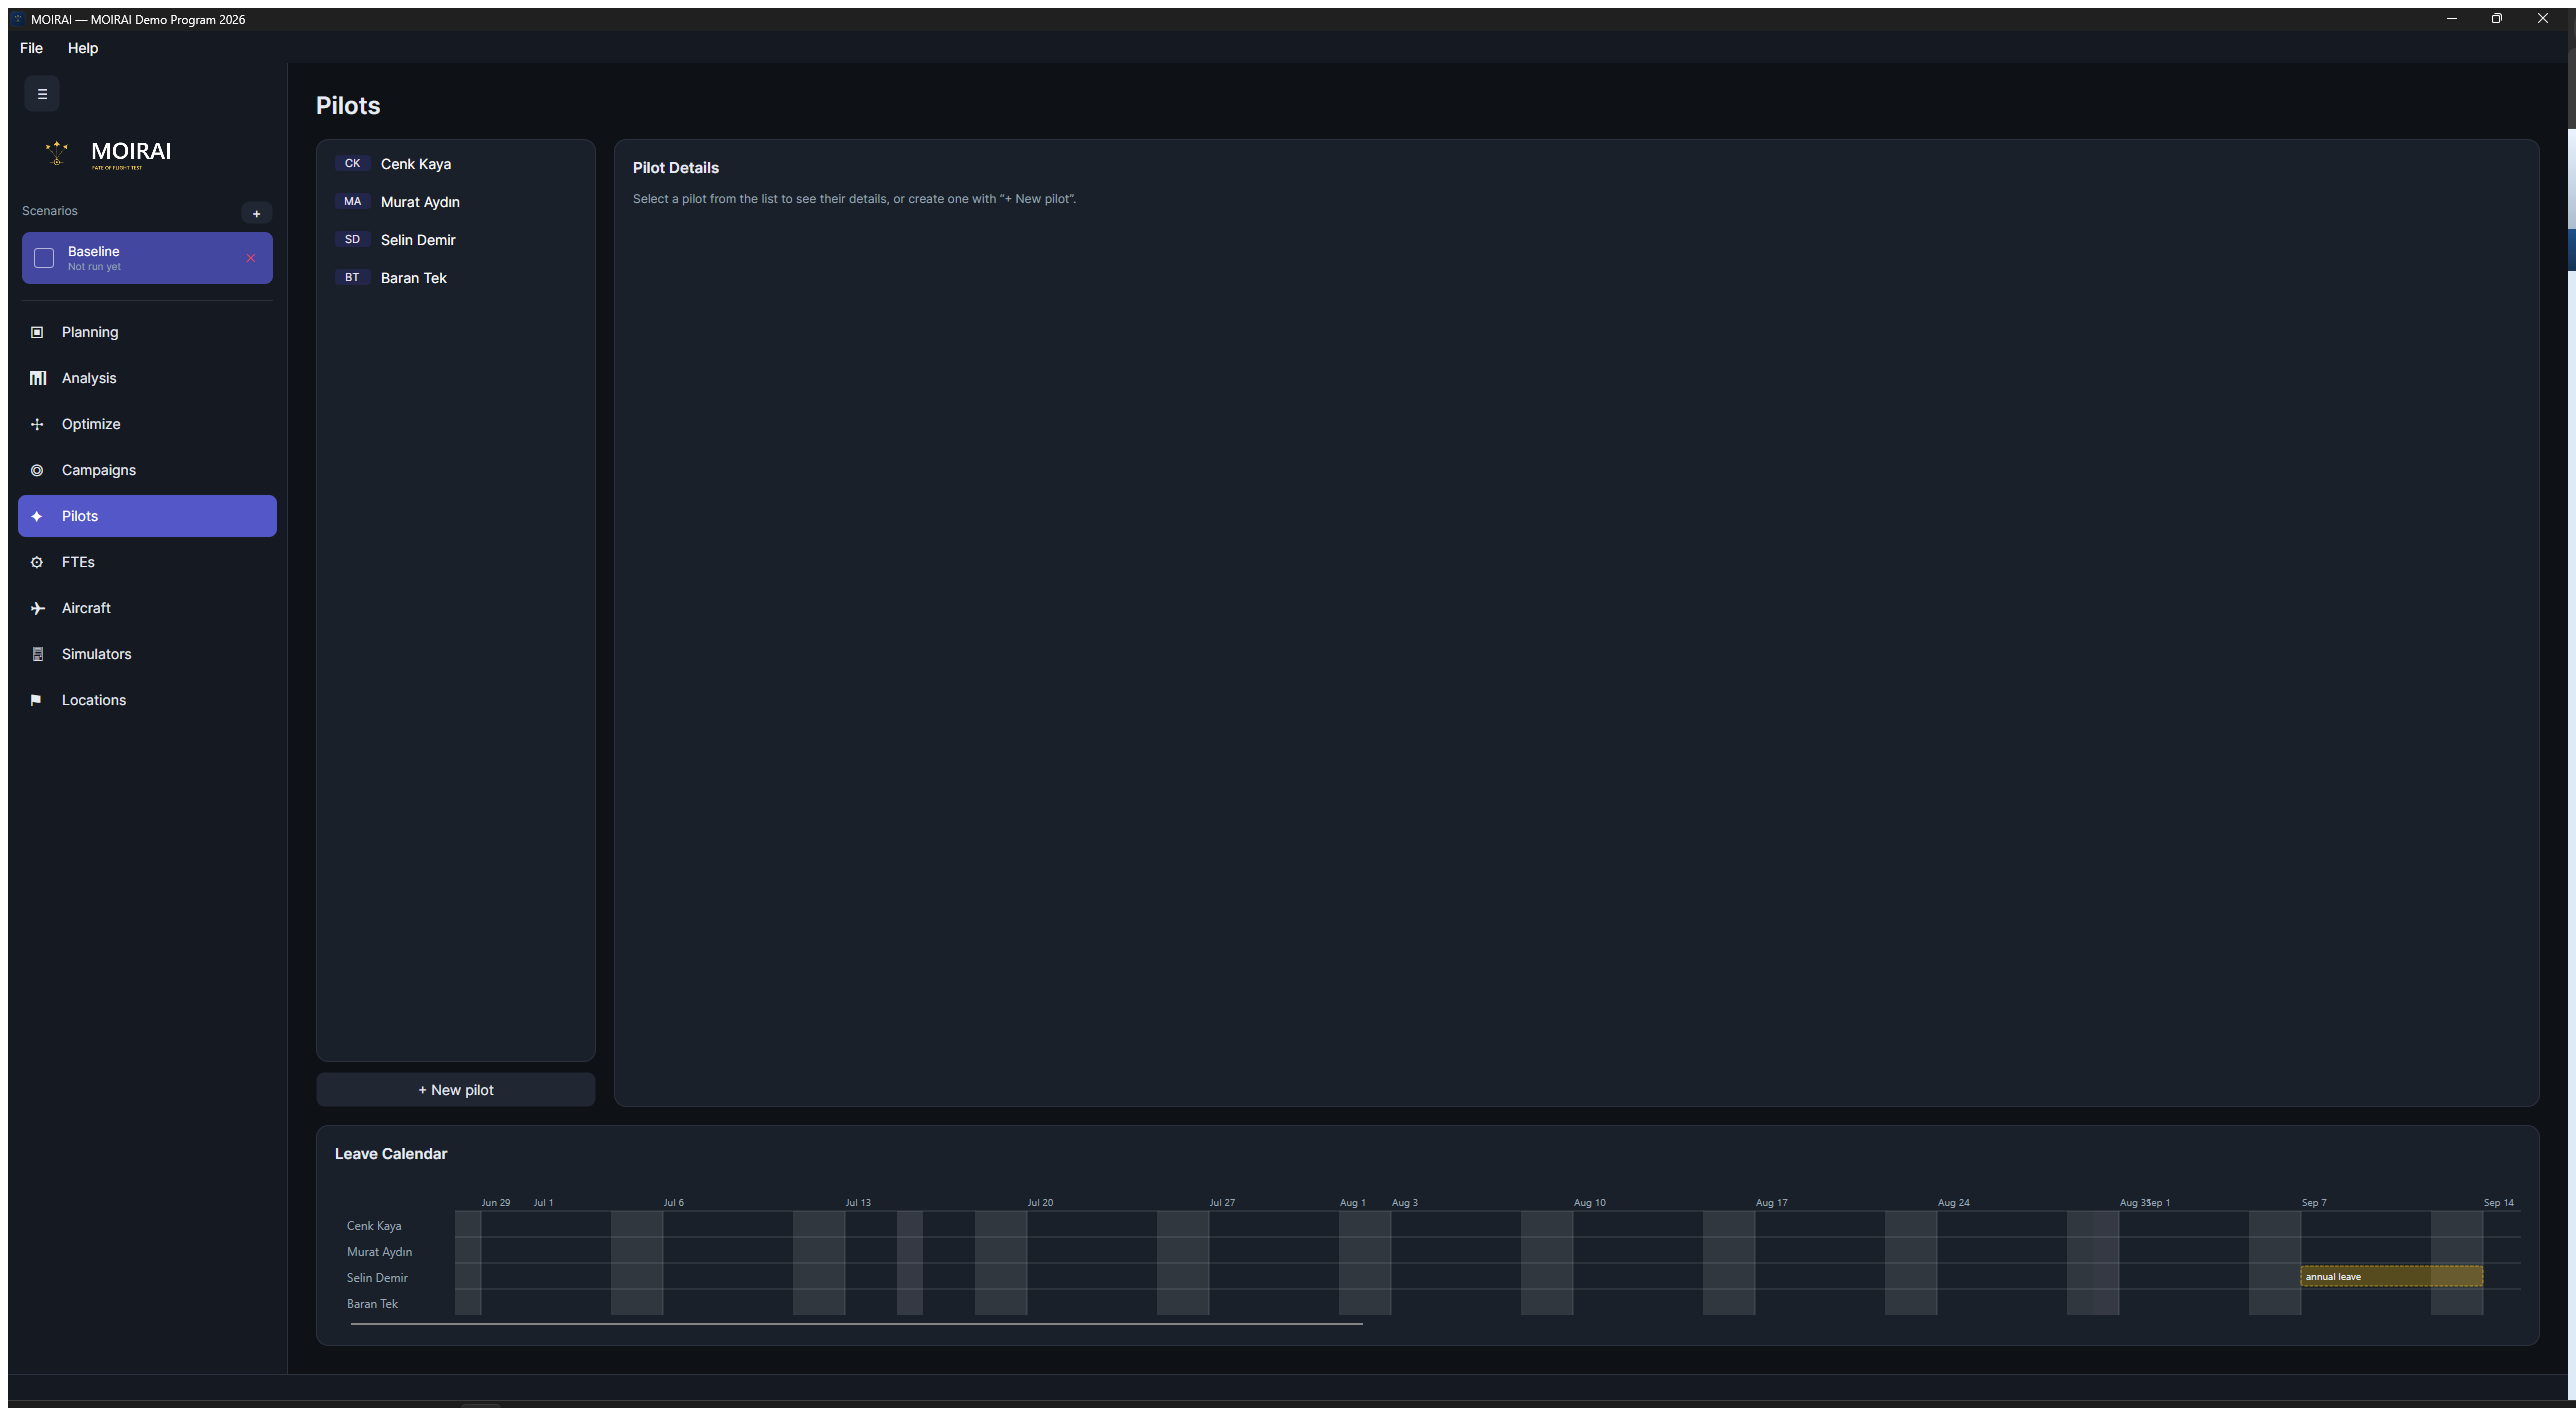 MOIRAI — MOIRAI Demo Program 2026
File Help
MOIRAI
FATE OF FLIGHT TEST
Scenarios
+
Baseline
Not run yet
Planning
Analysis
Optimize
Campaigns
Pilots
FTEs
Aircraft
Simulators
Locations
Pilots
CK Cenk Kaya
MA Murat Aydın
SD Selin Demir
BT Baran Tek
+ New pilot
Pilot Details
Select a pilot from the list to see their details, or create one with “+ New pilot”.
Leave Calendar
Jun 29 Jul 1 Jul 6 Jul 13 Jul 20 Jul 27 Aug 1 Aug 3 Aug 10 Aug 17 Aug 24 Aug 31 Sep 1 Sep 7 Sep 14
Cenk Kaya
Murat Aydın
Selin Demir
annual leave
Baran Tek